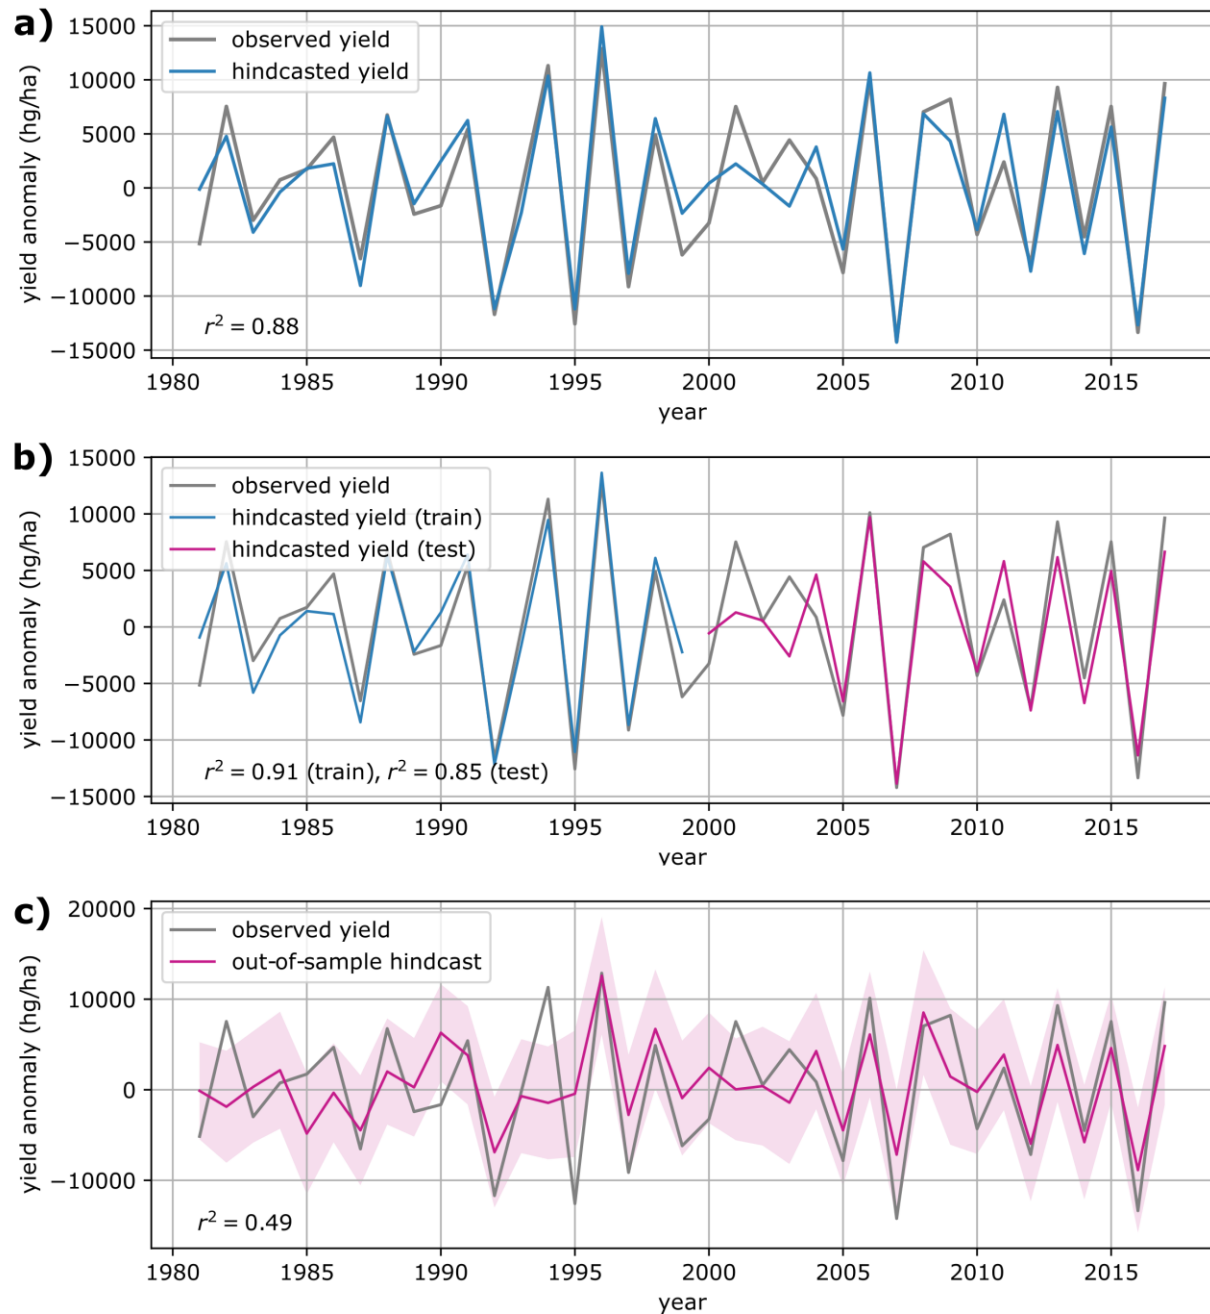 a)
yield anomaly (hg/ha)
15000
10000
5000
0
−5000
−10000
−15000
observed yield
hindcasted yield
r² = 0.88
1980 1985 1990 1995 2000 2005 2010 2015
year
b)
yield anomaly (hg/ha)
15000
10000
5000
0
−5000
−10000
−15000
observed yield
hindcasted yield (train)
hindcasted yield (test)
r² = 0.91 (train), r² = 0.85 (test)
1980 1985 1990 1995 2000 2005 2010 2015
year
c)
yield anomaly (hg/ha)
20000
10000
0
−10000
observed yield
out-of-sample hindcast
r² = 0.49
1980 1985 1990 1995 2000 2005 2010 2015
year